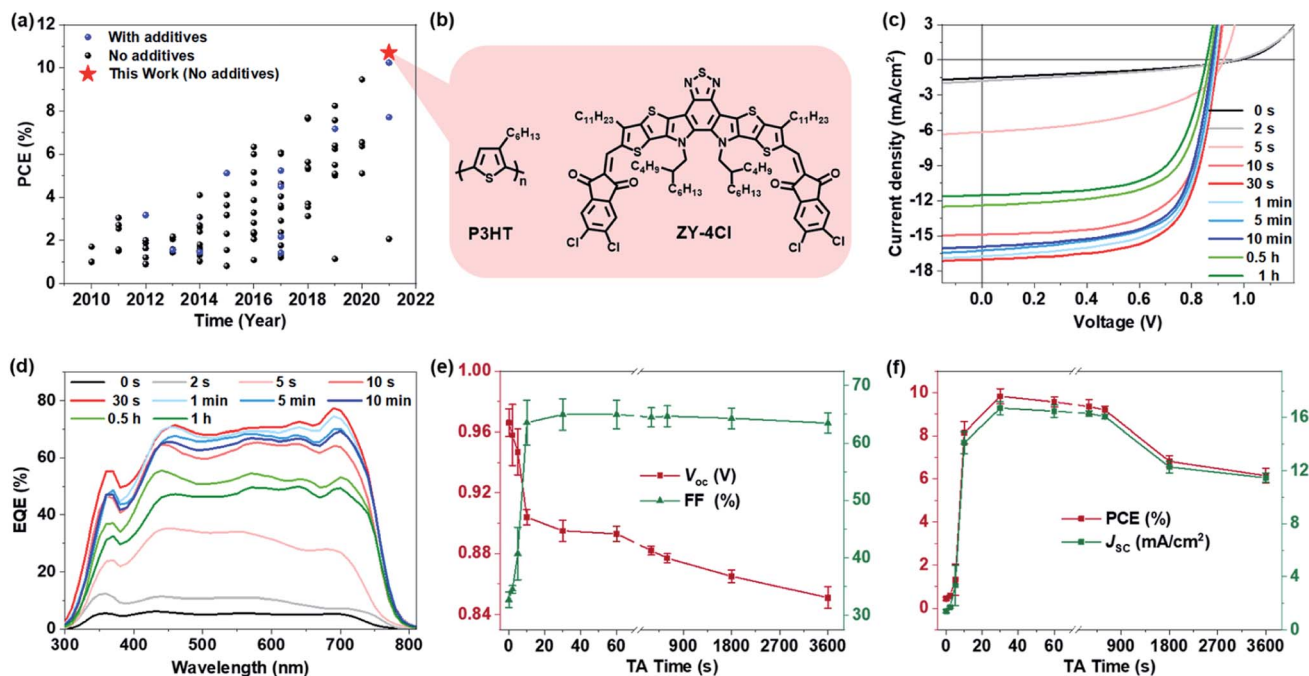 (a)
12
10
8
6
4
2
0
PCE (%)
With additives
No additives
This Work (No additives)
2010 2012 2014 2016 2018 2020 2022
Time (Year)
(b)
C6H13
S
n
P3HT
N S N
C11H23 S S C11H23
S N N S
C4H9 C4H9
C6H13 C6H13
O O O O
Cl Cl Cl Cl
ZY-4Cl
(c)
3
0
-3
-6
-9
-12
-15
-18
Current density (mA/cm2)
0 s
2 s
5 s
10 s
30 s
1 min
5 min
10 min
0.5 h
1 h
0.0 0.2 0.4 0.6 0.8 1.0
Voltage (V)
(d)
0 s 2 s 5 s 10 s
30 s 1 min 5 min 10 min
0.5 h 1 h
80
60
40
20
0
EQE (%)
300 400 500 600 700 800
Wavelength (nm)
(e)
1.00
0.96
0.92
0.88
0.84
Voc (V)
FF (%)
70
65
60
55
50
45
40
35
30
0 20 40 60 900 1800 2700 3600
TA Time (s)
(f)
10
8
6
4
2
0
PCE (%)
JSC (mA/cm2)
20
16
12
8
4
0
0 20 40 60 900 1800 2700 3600
TA Time (s)